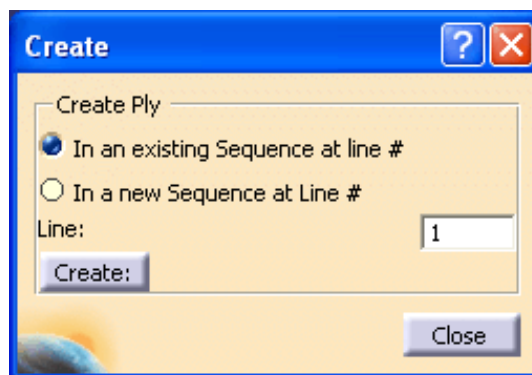 Create
Create Ply
In an existing Sequence at line #
In a new Sequence at Line #
Line:
1
Create:
Close